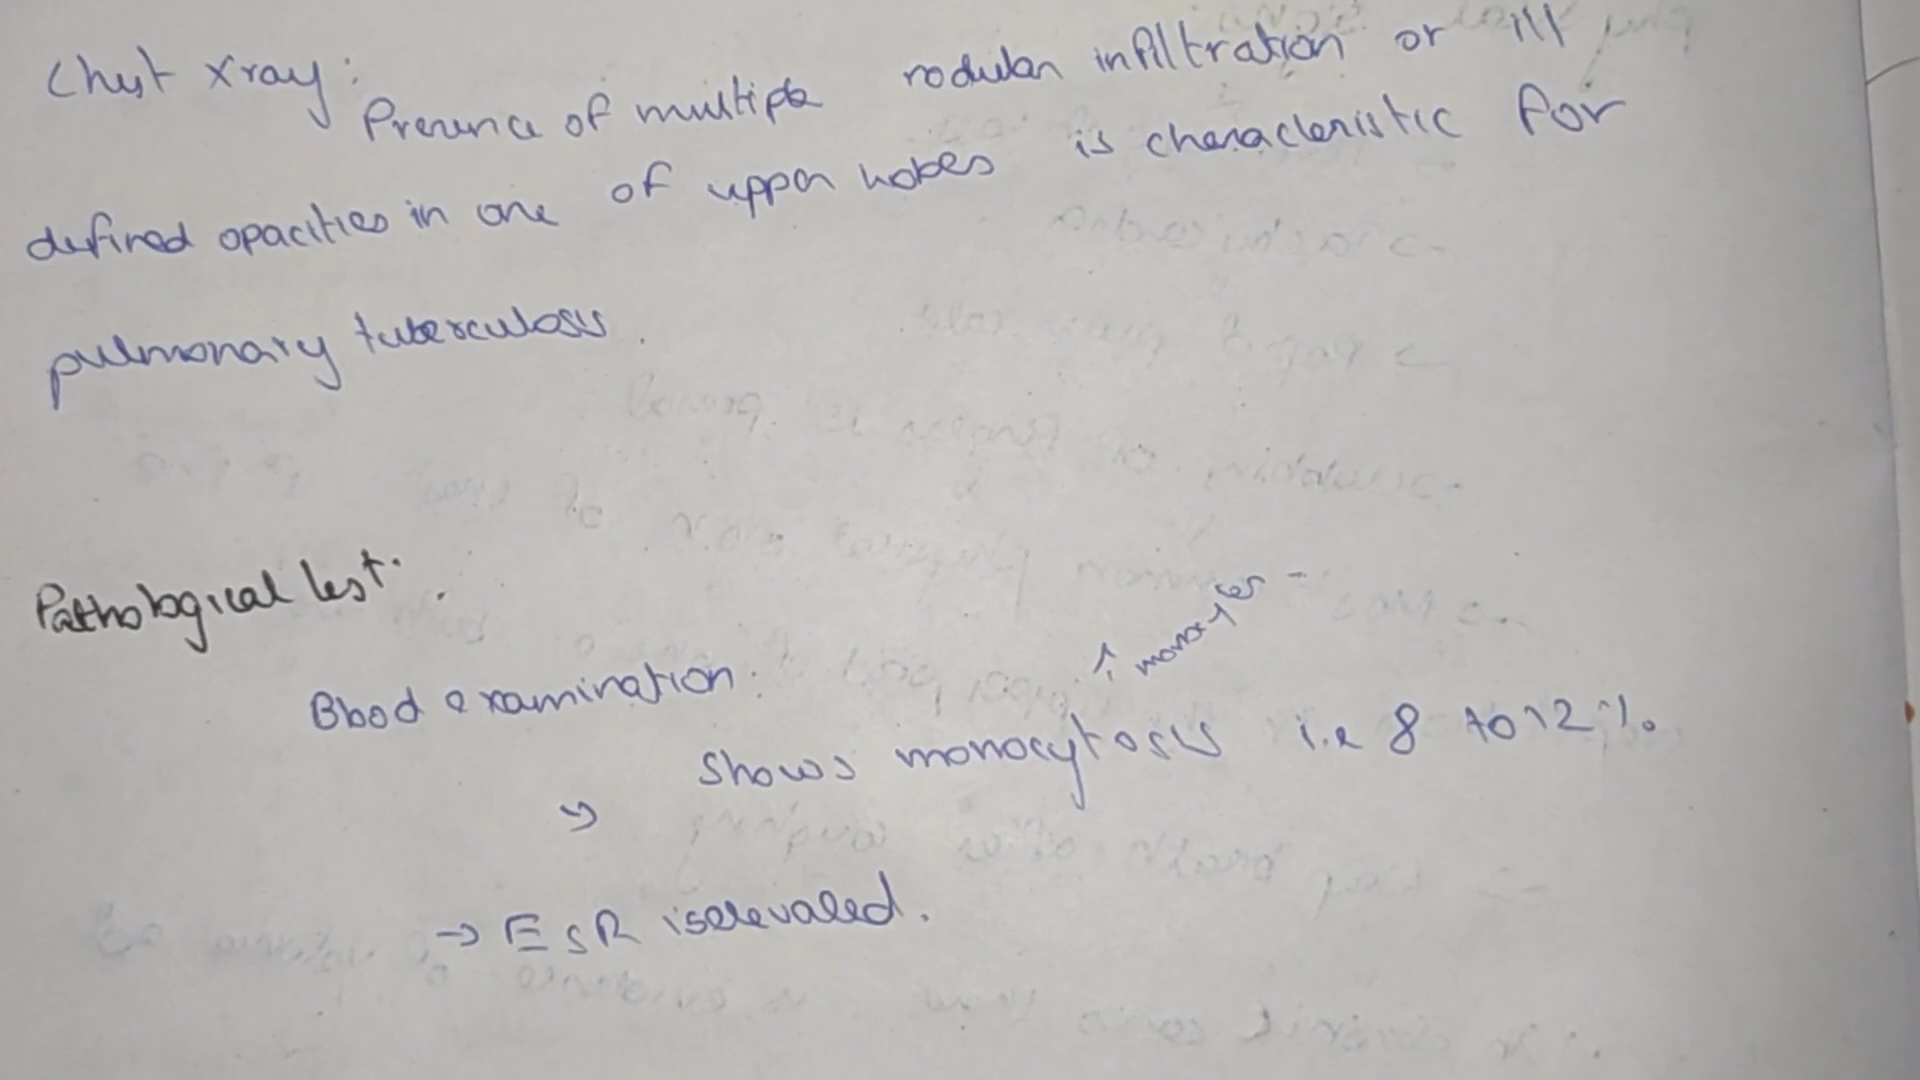 Chest Xray:
Presence of multiple nodular infiltration or ill
defined opacities in one of upper lobes is characteristic for
pulmonary tuberculosis.
Pathological test:
Blood examination:
↑ monocytes -
shows monocytosis i.e 8 to 12 %.
→ ESR is elevated.